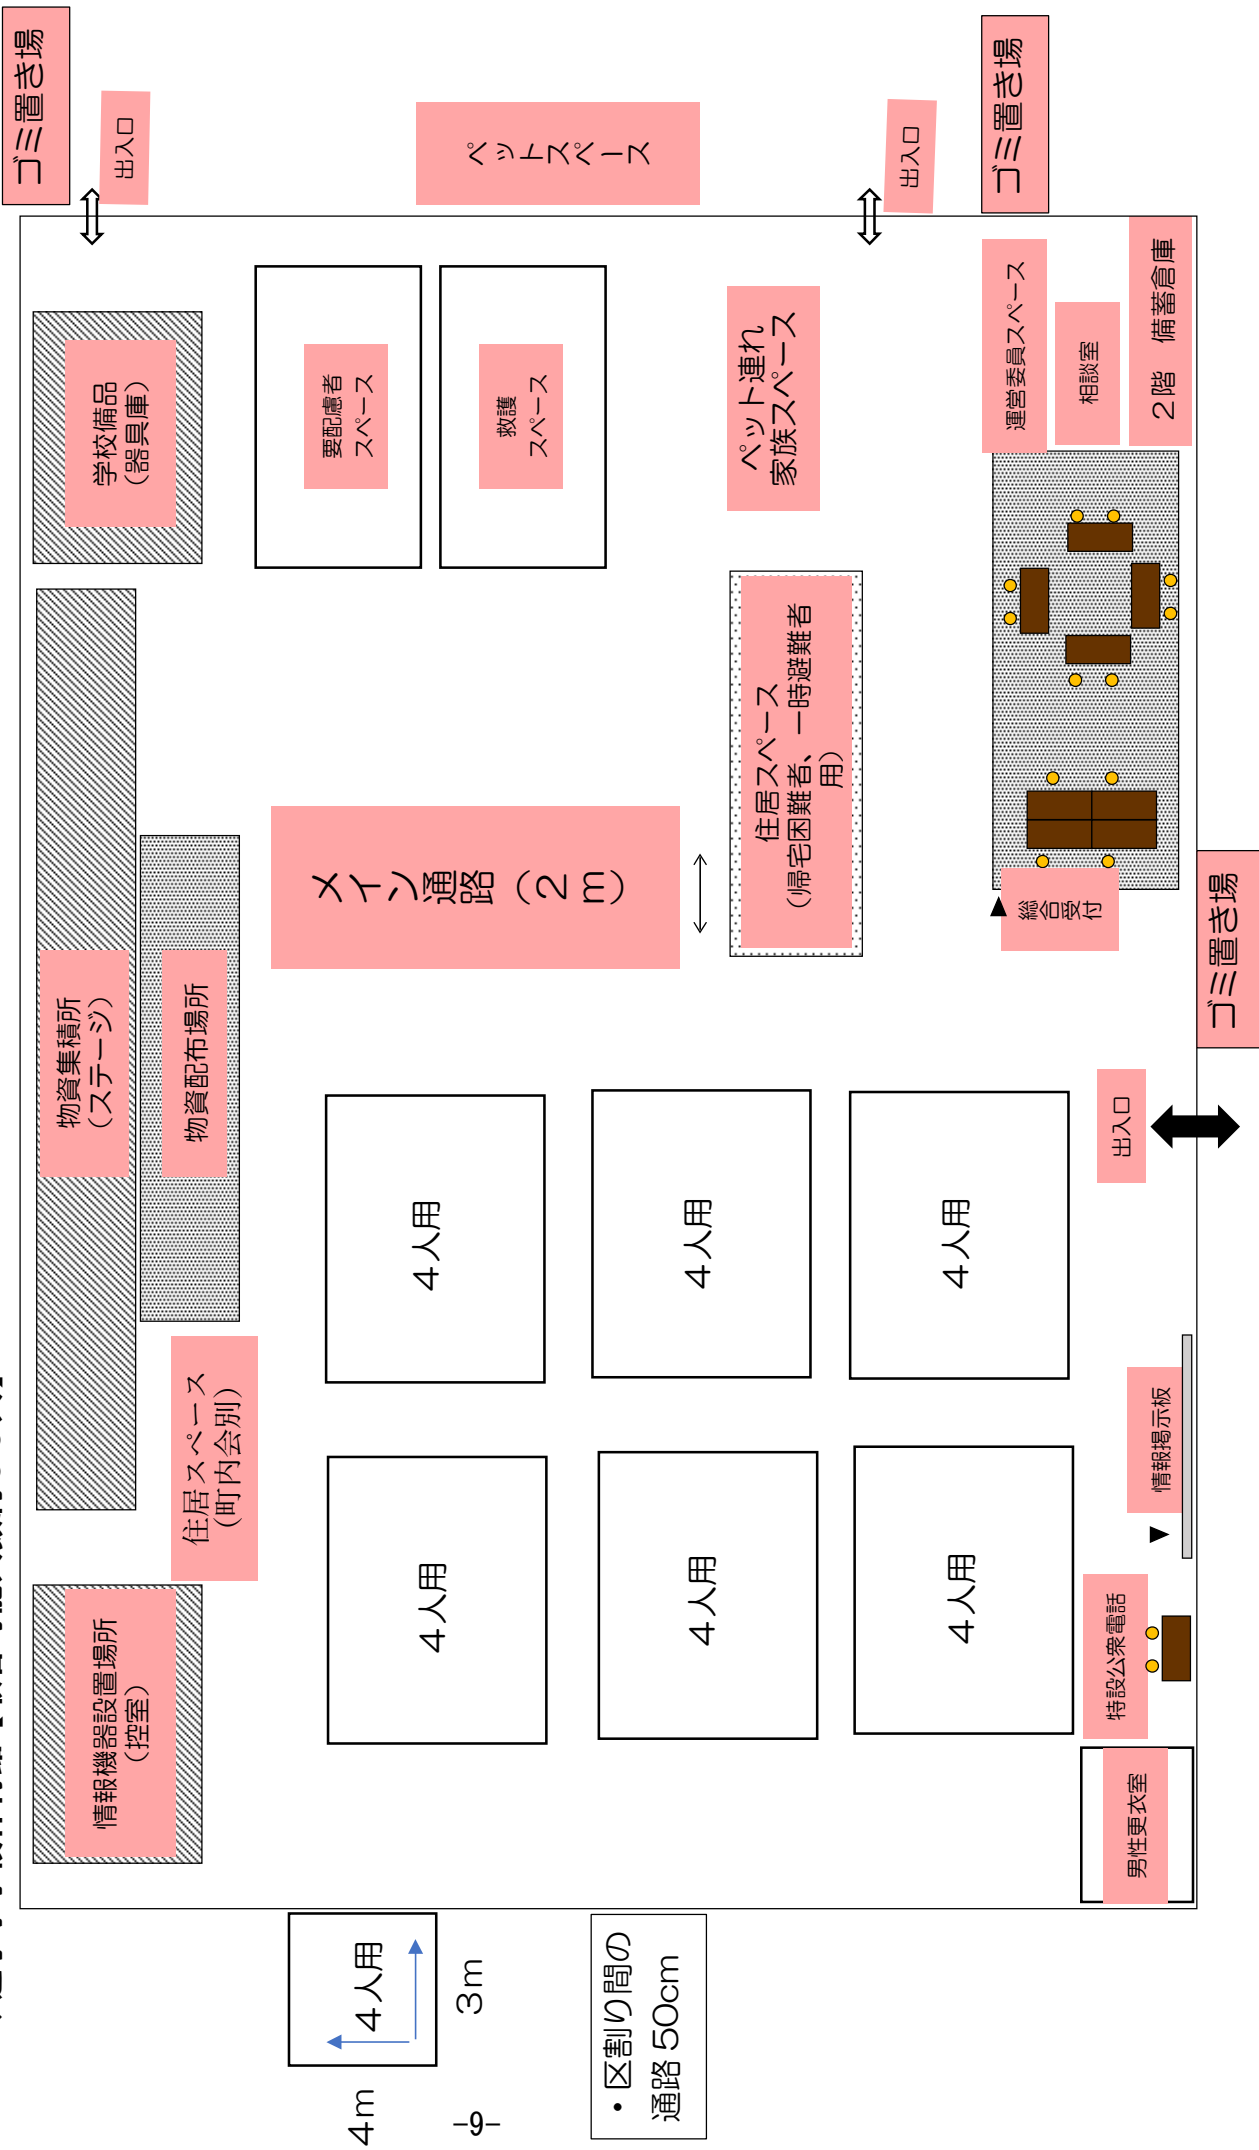 ゴミ置き場
出入口
ペットスペース
出入口
ゴミ置き場
学校備品
（器具庫）
要配慮者
スペース
救護
スペース
ペット連れ
家族スペース
運営委員スペース
相談室
２階　備蓄倉庫
物資集積所
（ステージ）
物資配布場所
メイン通路（２
ｍ）
住居スペース
（帰宅困難者、一時避難者
用）
総合受付
ゴミ置き場
住居スペース
（町内会別）
４人用
４人用
４人用
出入口
情報機器設置場所
（控室）
４人用
４人用
４人用
情報掲示板
特設公衆電話
男性更衣室
４人用
３ｍ
４ｍ
・区割り間の
通路 50cm
-9-